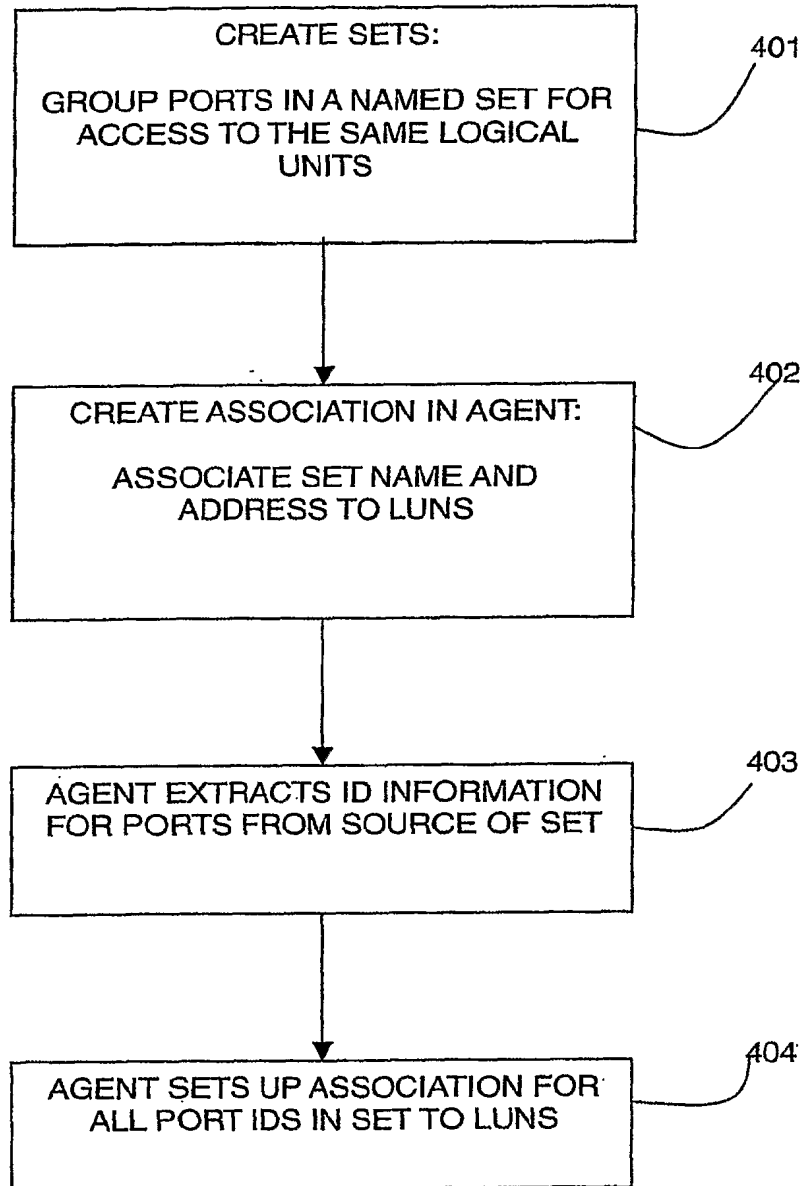 CREATE SETS:
401
GROUP PORTS IN A NAMED SET FOR
ACCESS TO THE SAME LOGICAL
UNITS
402
CREATE ASSOCIATION IN AGENT:
ASSOCIATE SET NAME AND
ADDRESS TO LUNS
403
AGENT EXTRACTS ID INFORMATION
FOR PORTS FROM SOURCE OF SET
404
AGENT SETS UP ASSOCIATION FOR
ALL PORT IDS IN SET TO LUNS